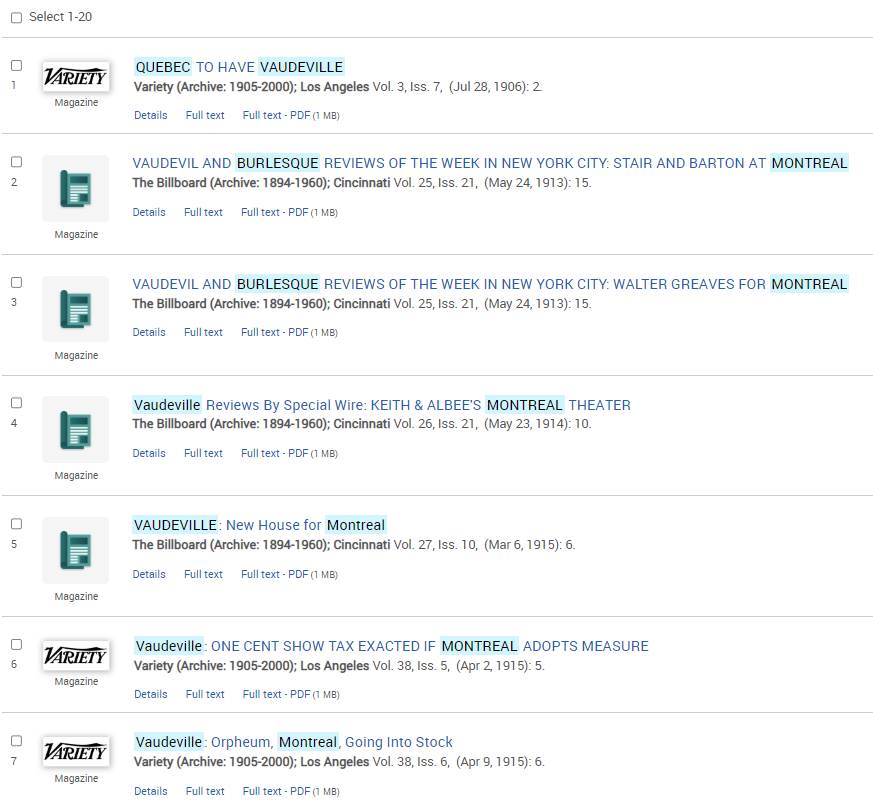 Select 1-20
1
VARIETY
Magazine
QUEBEC TO HAVE VAUDEVILLE
Variety (Archive: 1905-2000); Los Angeles Vol. 3, Iss. 7, (Jul 28, 1906): 2.
Details Full text Full text - PDF (1 MB)
2
Magazine
VAUDEVIL AND BURLESQUE REVIEWS OF THE WEEK IN NEW YORK CITY: STAIR AND BARTON AT MONTREAL
The Billboard (Archive: 1894-1960); Cincinnati Vol. 25, Iss. 21, (May 24, 1913): 15.
Details Full text Full text - PDF (1 MB)
3
Magazine
VAUDEVIL AND BURLESQUE REVIEWS OF THE WEEK IN NEW YORK CITY: WALTER GREAVES FOR MONTREAL
The Billboard (Archive: 1894-1960); Cincinnati Vol. 25, Iss. 21, (May 24, 1913): 15.
Details Full text Full text - PDF (1 MB)
4
Magazine
Vaudeville Reviews By Special Wire: KEITH & ALBEE'S MONTREAL THEATER
The Billboard (Archive: 1894-1960); Cincinnati Vol. 26, Iss. 21, (May 23, 1914): 10.
Details Full text Full text - PDF (1 MB)
5
Magazine
VAUDEVILLE: New House for Montreal
The Billboard (Archive: 1894-1960); Cincinnati Vol. 27, Iss. 10, (Mar 6, 1915): 6.
Details Full text Full text - PDF (1 MB)
6
VARIETY
Magazine
Vaudeville: ONE CENT SHOW TAX EXACTED IF MONTREAL ADOPTS MEASURE
Variety (Archive: 1905-2000); Los Angeles Vol. 38, Iss. 5, (Apr 2, 1915): 5.
Details Full text Full text - PDF (1 MB)
7
VARIETY
Magazine
Vaudeville: Orpheum, Montreal, Going Into Stock
Variety (Archive: 1905-2000); Los Angeles Vol. 38, Iss. 6, (Apr 9, 1915): 6.
Details Full text Full text - PDF (1 MB)